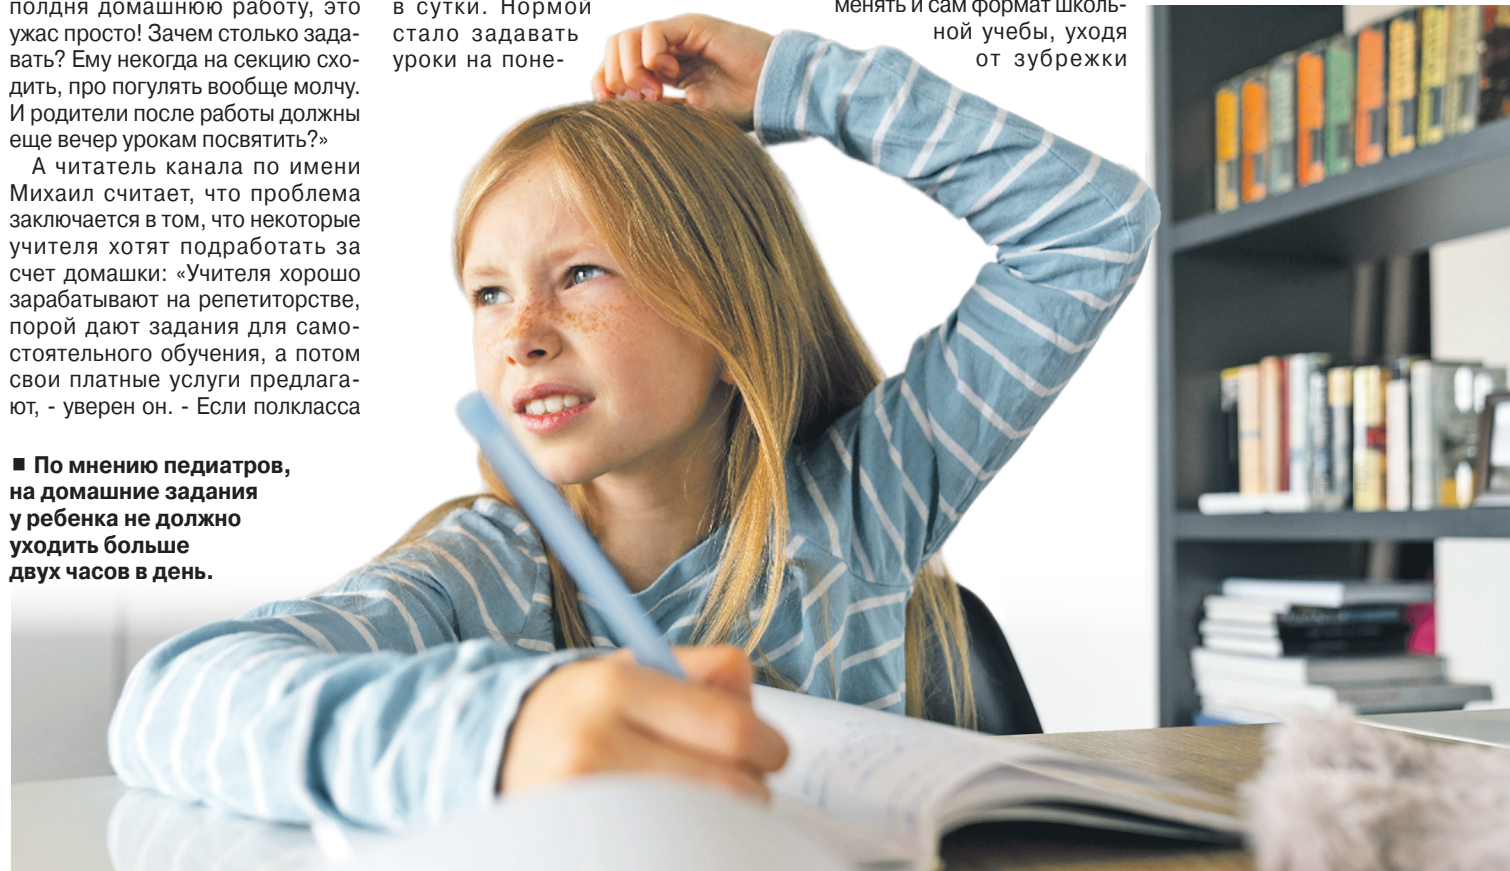 полдня домашнюю работу, это
ужас просто! Зачем столько зада-
вать? Ему некогда на секцию схо-
дить, про погулять вообще молчу.
И родители после работы должны
еще вечер урокам посвятить?»
А читатель канала по имени
Михаил считает, что проблема
заключается в том, что некоторые
учителя хотят подработать за
счет домашки: «Учителя хорошо
зарабатывают на репетиторстве,
порой дают задания для само-
стоятельного обучения, а потом
свои платные услуги предлага-
ют, - уверен он. - Если полкласса
■ По мнению педиатров,
на домашние задания
у ребенка не должно
уходить больше
двух часов в день.
в сутки. Нормой
стало задавать
уроки на поне-
менять и сам формат школь-
ной учебы, уходя
от зубрежки